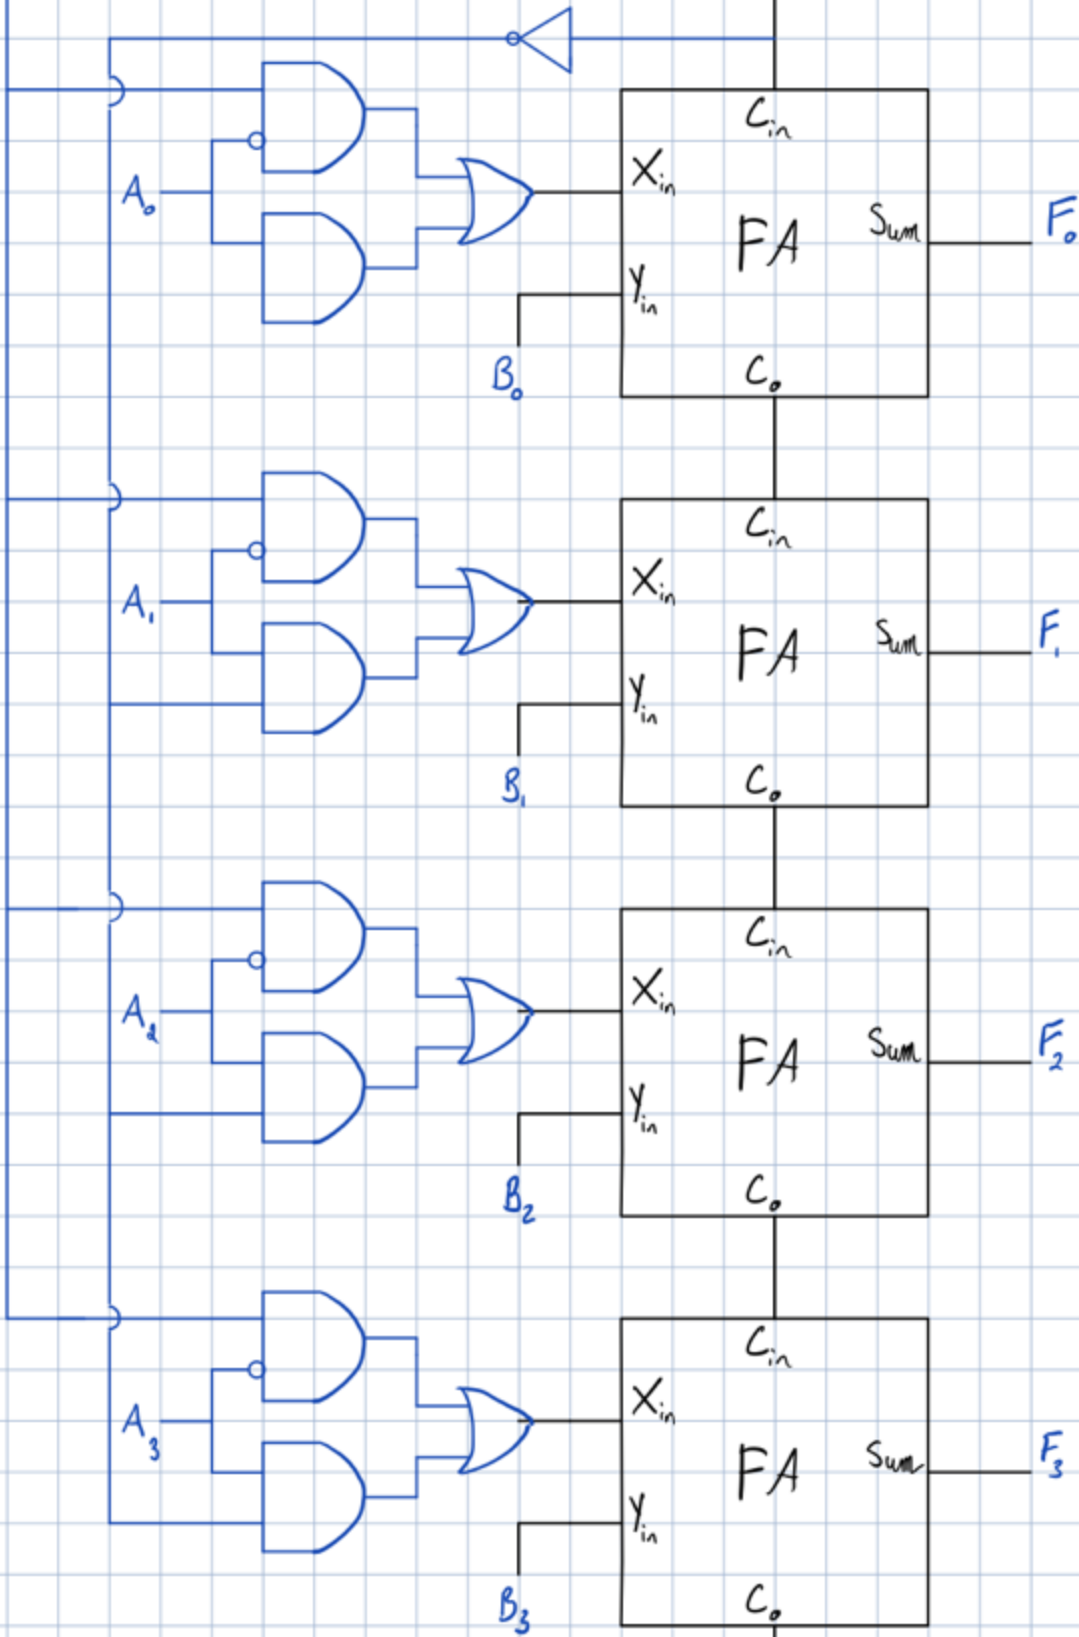 Cin
Xin
A₀
FA
Sum
F₀
Yin
B₀
C₀
Cin
Xin
A₁
FA
Sum
F₁
Yin
B₁
C₀
Cin
Xin
A₂
FA
Sum
F₂
Yin
B₂
C₀
Cin
Xin
A₃
FA
Sum
F₃
Yin
B₃
C₀